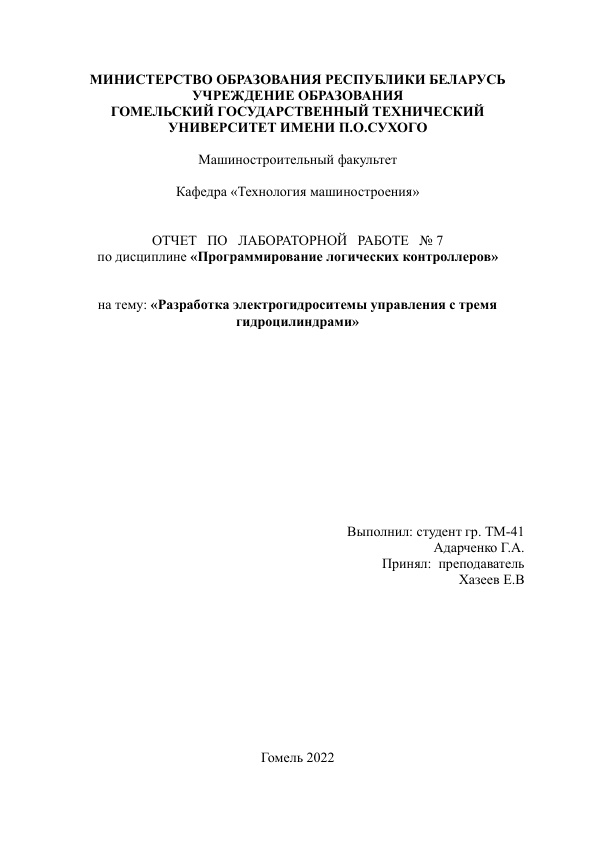 МИНИСТЕРСТВО ОБРАЗОВАНИЯ РЕСПУБЛИКИ БЕЛАРУСЬ
УЧРЕЖДЕНИЕ ОБРАЗОВАНИЯ
ГОМЕЛЬСКИЙ ГОСУДАРСТВЕННЫЙ ТЕХНИЧЕСКИЙ
УНИВЕРСИТЕТ ИМЕНИ П.О.СУХОГО
Машиностроительный факультет
Кафедра «Технология машиностроения»
ОТЧЕТ ПО ЛАБОРАТОРНОЙ РАБОТЕ № 7
по дисциплине «Программирование логических контроллеров»
на тему: «Разработка электрогидроситемы управления с тремя
гидроцилиндрами»
Выполнил: студент гр. ТМ-41
Адарченко Г.А.
Принял: преподаватель
Хазеев Е.В
Гомель 2022